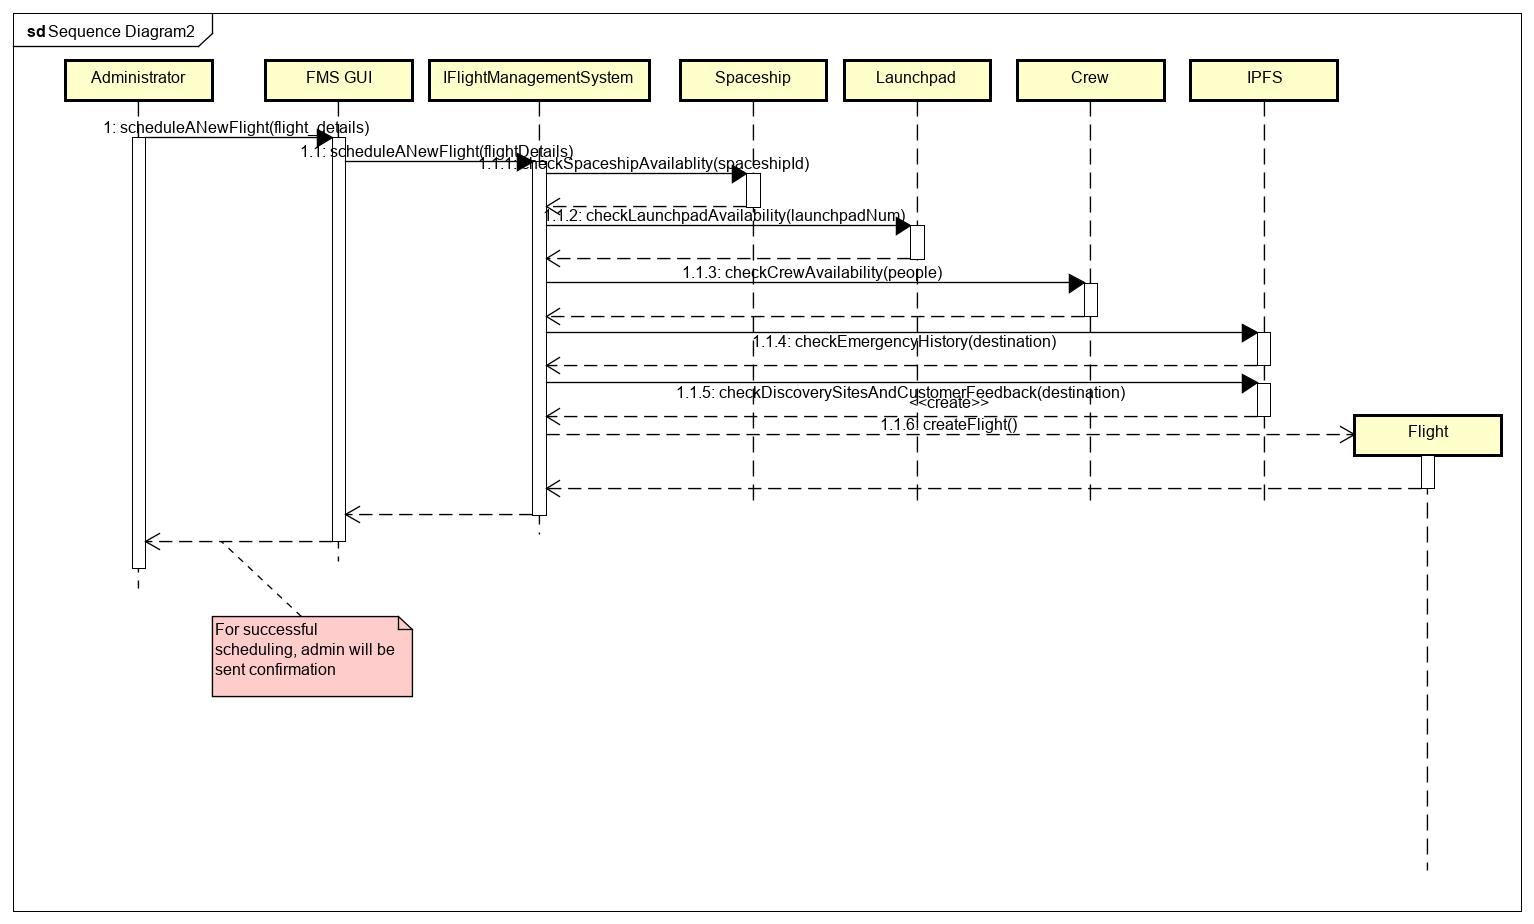 sd Sequence Diagram2
Administrator
FMS GUI
IFlightManagementSystem
Spaceship
Launchpad
Crew
IPFS
1: scheduleANewFlight(flight_details)
1.1: scheduleANewFlight(flightDetails)
1.1.1: checkSpaceshipAvailablity(spaceshipId)
1.1.2: checkLaunchpadAvailability(launchpadNum)
1.1.3: checkCrewAvailability(people)
1.1.4: checkEmergencyHistory(destination)
1.1.5: checkDiscoverySitesAndCustomerFeedback(destination)
<<create>>
1.1.6: createFlight()
Flight
For successful
scheduling, admin will be
sent confirmation